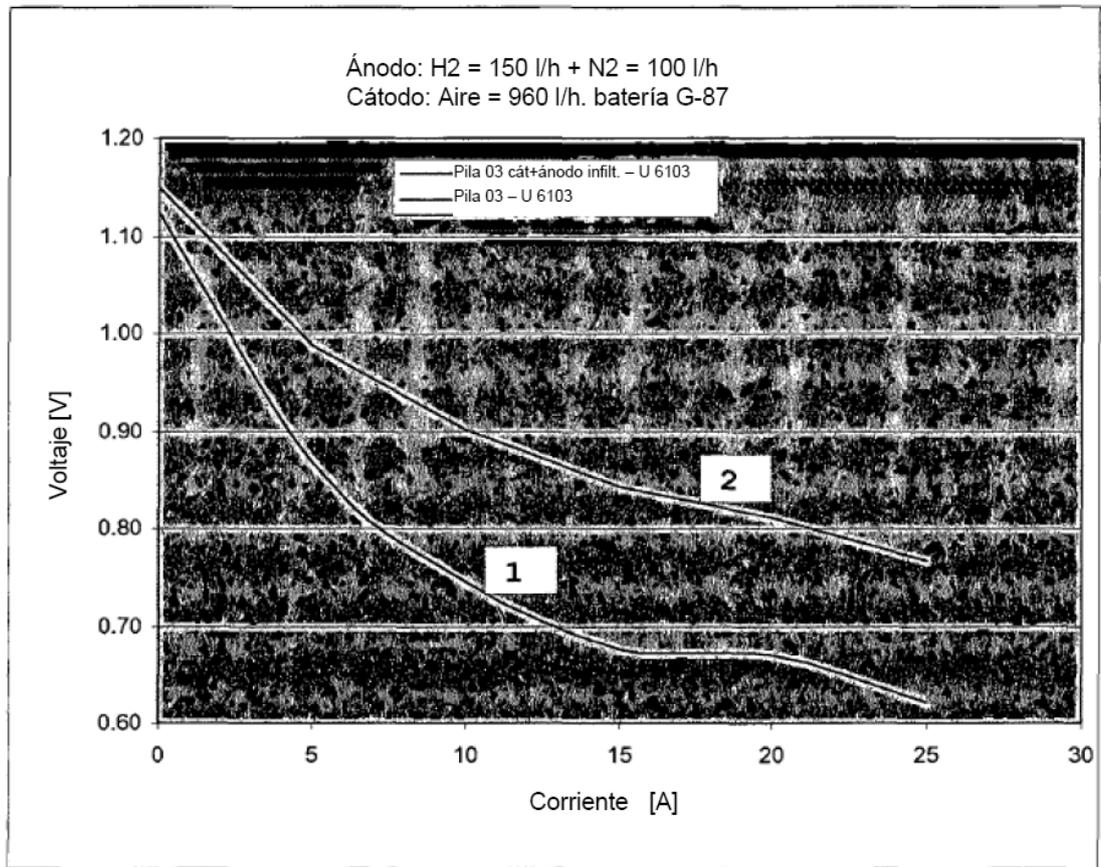 Ánodo: H2 = 150 l/h + N2 = 100 l/h
Cátodo: Aire = 960 l/h. batería G-87
1.20
Pila 03 cát+ánodo infilt. – U 6103
Pila 03 – U 6103
1.10
1.00
0.90
0.80
0.70
0.60
Voltaje [V]
2
1
0 5 10 15 20 25 30
Corriente [A]